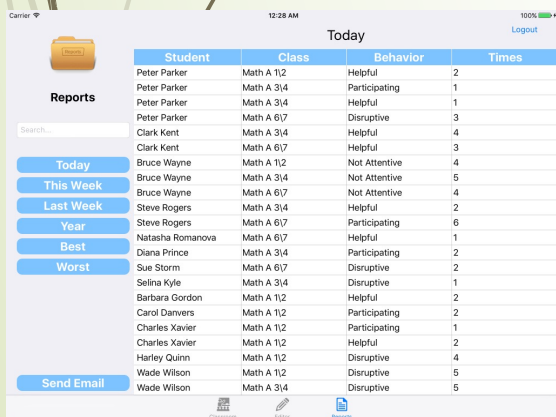 Carrier 12:28 AM 100%
Reports
Today
Logout
Reports
Search...
Today
This Week
Last Week
Year
Best
Worst
Send Email
Student Class Behavior Times
Peter Parker Math A 1\2 Helpful 2
Peter Parker Math A 3\4 Participating 1
Peter Parker Math A 3\4 Helpful 1
Peter Parker Math A 6\7 Disruptive 3
Clark Kent Math A 3\4 Helpful 4
Clark Kent Math A 6\7 Helpful 3
Bruce Wayne Math A 1\2 Not Attentive 4
Bruce Wayne Math A 3\4 Not Attentive 5
Bruce Wayne Math A 6\7 Not Attentive 4
Steve Rogers Math A 3\4 Helpful 2
Steve Rogers Math A 6\7 Participating 6
Natasha Romanova Math A 6\7 Helpful 1
Diana Prince Math A 3\4 Participating 2
Sue Storm Math A 6\7 Disruptive 2
Selina Kyle Math A 3\4 Disruptive 1
Barbara Gordon Math A 1\2 Helpful 2
Carol Danvers Math A 1\2 Participating 2
Charles Xavier Math A 1\2 Participating 1
Charles Xavier Math A 1\2 Helpful 2
Harley Quinn Math A 1\2 Disruptive 4
Wade Wilson Math A 1\2 Disruptive 5
Wade Wilson Math A 3\4 Disruptive 5
Classroom Editor Reports